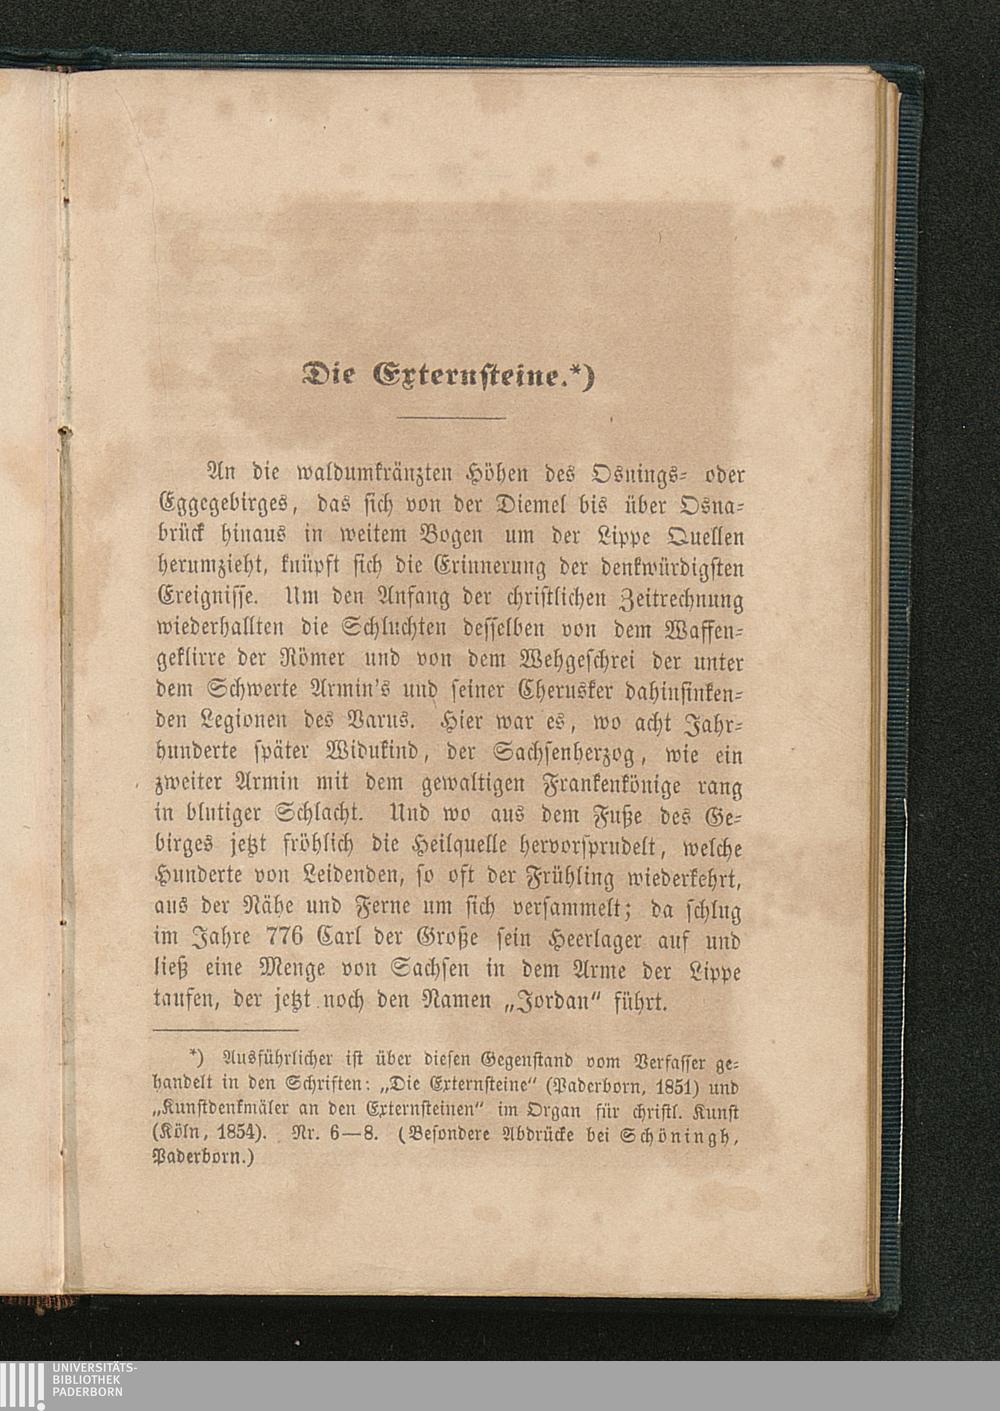 Die Externsteine.*)
An die waldumkränzten Höhen des Osnings- oder
Eggegebirges, das sich von der Diemel bis über Osna-
brück hinaus in weitem Bogen um der Lippe Quellen
herumzieht, knüpft sich die Erinnerung der denkwürdigsten
Ereignisse. Um den Anfang der christlichen Zeitrechnung
wiederhallten die Schluchten desselben von dem Waffen-
geklirre der Römer und von dem Wehgeschrei der unter
dem Schwerte Armin's und seiner Cherusker dahinsinken-
den Legionen des Varus. Hier war es, wo acht Jahr-
hunderte später Widukind, der Sachsenherzog, wie ein
zweiter Armin mit dem gewaltigen Frankenkönige rang
in blutiger Schlacht. Und wo aus dem Fuße des Ge-
birges jetzt fröhlich die Heilquelle hervorsprudelt, welche
Hunderte von Leidenden, so oft der Frühling wiederkehrt,
aus der Nähe und Ferne um sich versammelt; da schlug
im Jahre 776 Carl der Große sein Heerlager auf und
ließ eine Menge von Sachsen in dem Arme der Lippe
taufen, der jetzt noch den Namen „Jordan" führt.
*) Ausführlicher ist über diesen Gegenstand vom Verfasser ge-
handelt in den Schriften: „Die Externsteine" (Paderborn, 1851) und
„Kunstdenkmäler an den Externsteinen" im Organ für christl. Kunst
(Köln, 1854). Nr. 6—8. (Besondere Abdrücke bei Schöningh,
Paderborn.)
UNIVERSITÄTS-
BIBLIOTHEK
PADERBORN